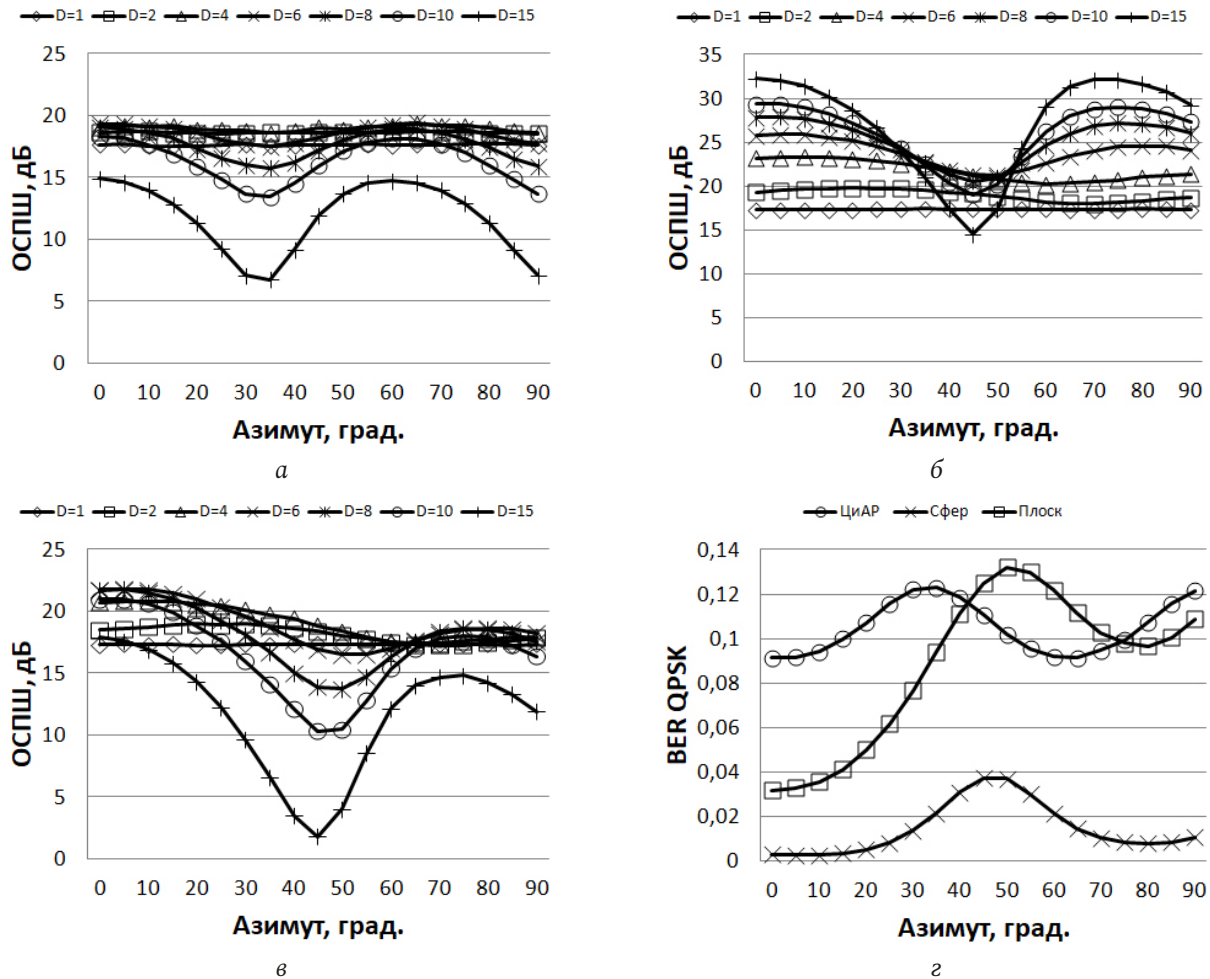 D=1 D=2 D=4 D=6 D=8 D=10 D=15
ОСПШ, дБ
25
20
15
10
5
0
0 10 20 30 40 50 60 70 80 90
Азимут, град.
а
D=1 D=2 D=4 D=6 D=8 D=10 D=15
ОСПШ, дБ
35
30
25
20
15
10
5
0
0 10 20 30 40 50 60 70 80 90
Азимут, град.
б
D=1 D=2 D=4 D=6 D=8 D=10 D=15
ОСПШ, дБ
25
20
15
10
5
0
0 10 20 30 40 50 60 70 80 90
Азимут, град.
в
ЦиАР Сфер Плоск
BER QPSK
0,14
0,12
0,1
0,08
0,06
0,04
0,02
0
0 10 20 30 40 50 60 70 80 90
Азимут, град.
г